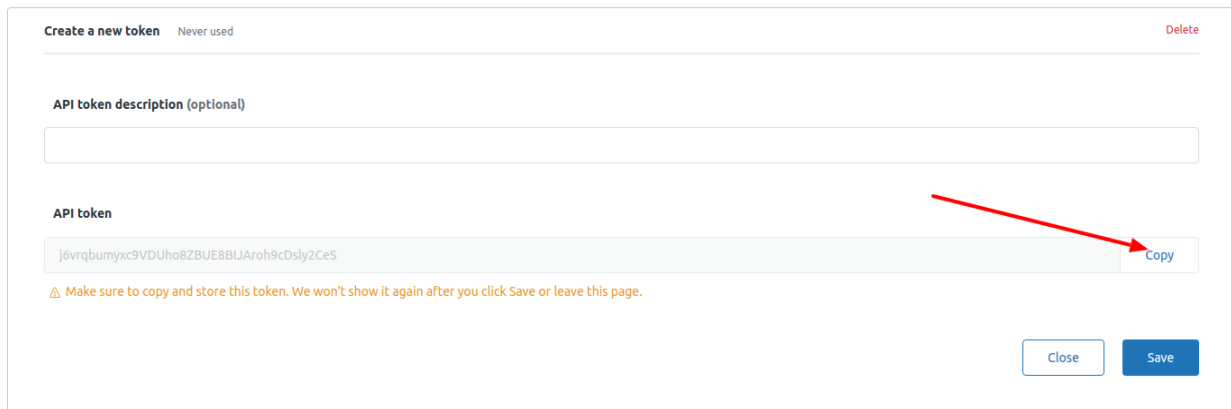 Create a new token Never used Delete
API token description (optional)
API token
j6vrqbumyxc9VDUho8ZBUE8BIJAroh9cDsly2CeS
Copy
⚠ Make sure to copy and store this token. We won't show it again after you click Save or leave this page.
Close Save